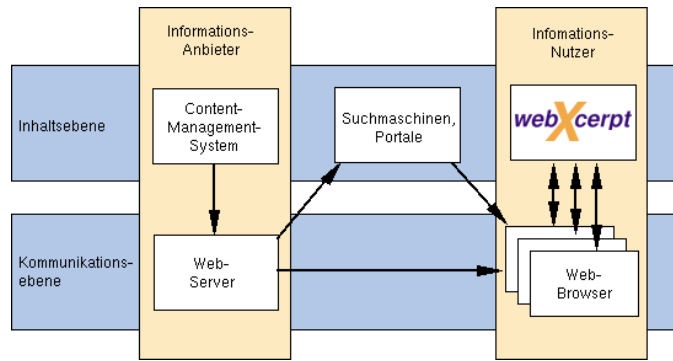 Informations-
Anbieter
Infomations-
Nutzer
Inhaltsebene
Content-
Management-
System
Suchmaschinen,
Portale
webXcerpt
Kommunikations-
ebene
Web-
Server
Web-
Browser